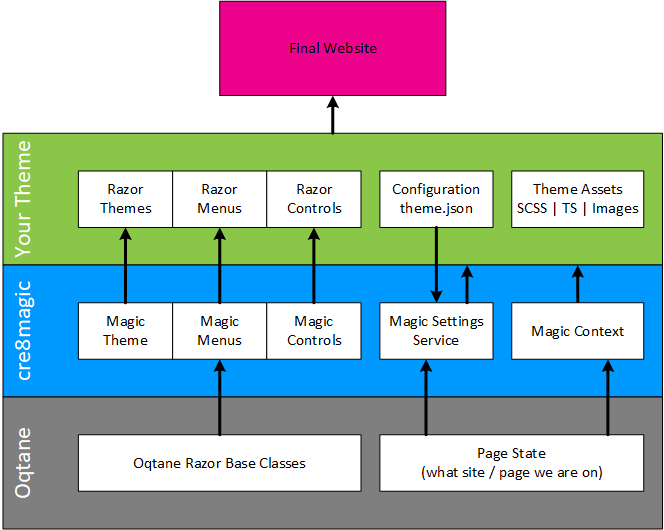 Final Website
Your Theme
Razor
Themes
Razor
Menus
Razor
Controls
Configuration
theme.json
Theme Assets
SCSS | TS | Images
cre8magic
Magic
Theme
Magic
Menus
Magic
Controls
Magic Settings
Service
Magic Context
Oqtane
Oqtane Razor Base Classes
Page State
(what site / page we are on)